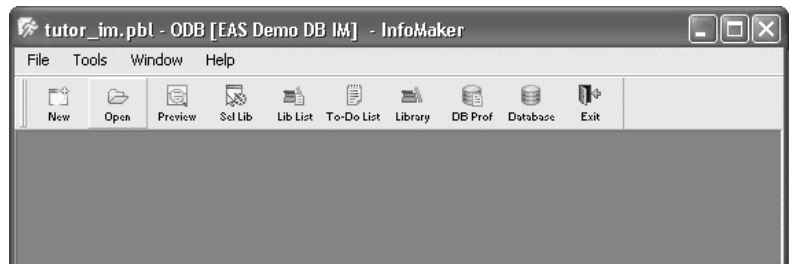 tutor_im.pbl - ODB [EAS Demo DB IM] - InfoMaker
File Tools Window Help
New Open Preview Sel Lib Lib List To-Do List Library DB Prof Database Exit